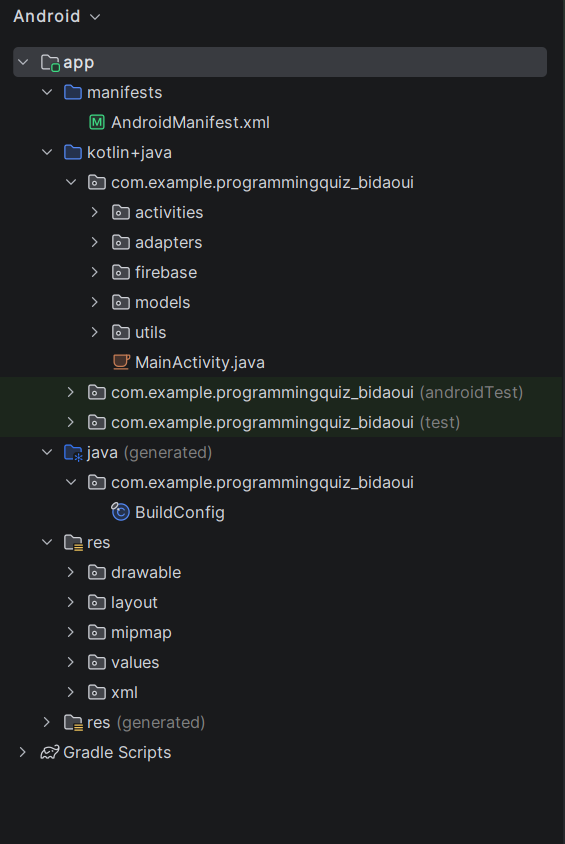 Android
app
manifests
M AndroidManifest.xml
kotlin+java
com.example.programmingquiz_bidaoui
activities
adapters
firebase
models
utils
MainActivity.java
com.example.programmingquiz_bidaoui (androidTest)
com.example.programmingquiz_bidaoui (test)
java (generated)
com.example.programmingquiz_bidaoui
C BuildConfig
res
drawable
layout
mipmap
values
xml
res (generated)
Gradle Scripts